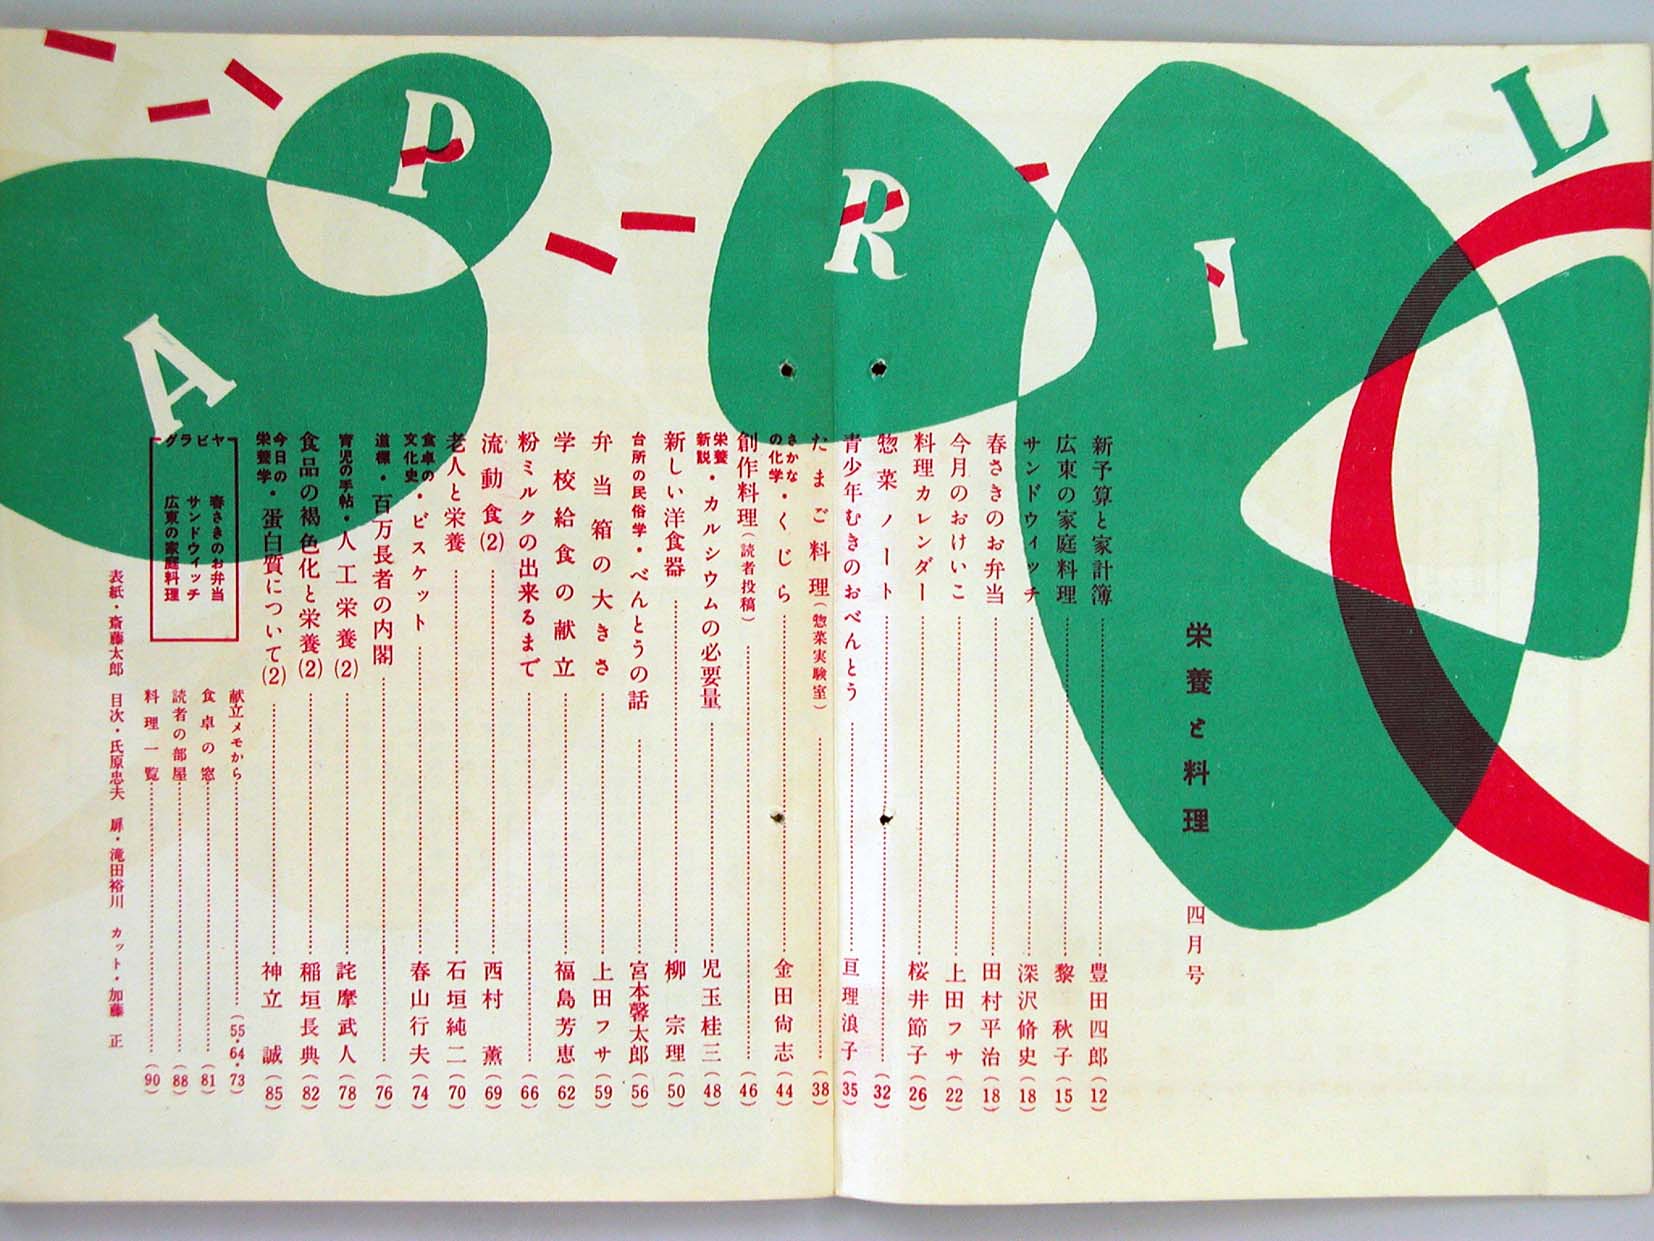 APRIL
栄養と料理 四月号
新予算と家計簿 豊田四郎 (12)
広東の家庭料理 黎 秋子 (15)
サンドウィッチ 深沢脩史 (18)
春さきのお弁当 田村平治 (18)
今月のおけいこ 上田フサ (22)
料理カレンダー 桜井節子 (26)
惣菜ノート (32)
青少年むきのおべんとう 亘理浪子 (35)
たまご料理(惣菜実験室) (38)
さかなの化学・くじら 金田尚志 (44)
創作料理(読者投稿) (46)
栄養新説・カルシウムの必要量 児玉桂三 (48)
新しい洋食器 柳 宗理 (50)
台所の民俗学・べんとうの話 宮本馨太郎 (56)
弁当箱の大きさ 上田フサ (59)
学校給食の献立 福島芳恵 (62)
粉ミルクの出来るまで (66)
流動食(2) 西村 薫 (69)
老人と栄養 石垣純二 (70)
食卓の文化史・ビスケット 春山行夫 (74)
道標・百万長者の内閣 (76)
育児の手帖・人工栄養(2) 詫摩武人 (78)
食品の褐色化と栄養(2) 稲垣長典 (82)
今日の栄養学・蛋白質について(2) 神立 誠 (85)
献立メモから (55・64・73)
食卓の窓 (81)
読者の部屋 (88)
料理一覧 (90)
グラビヤ
春さきのお弁当
サンドウイッチ
広東の家庭料理
表紙・斎藤太郎 目次・氏原忠夫 扉・滝田裕川 カット・加藤 正